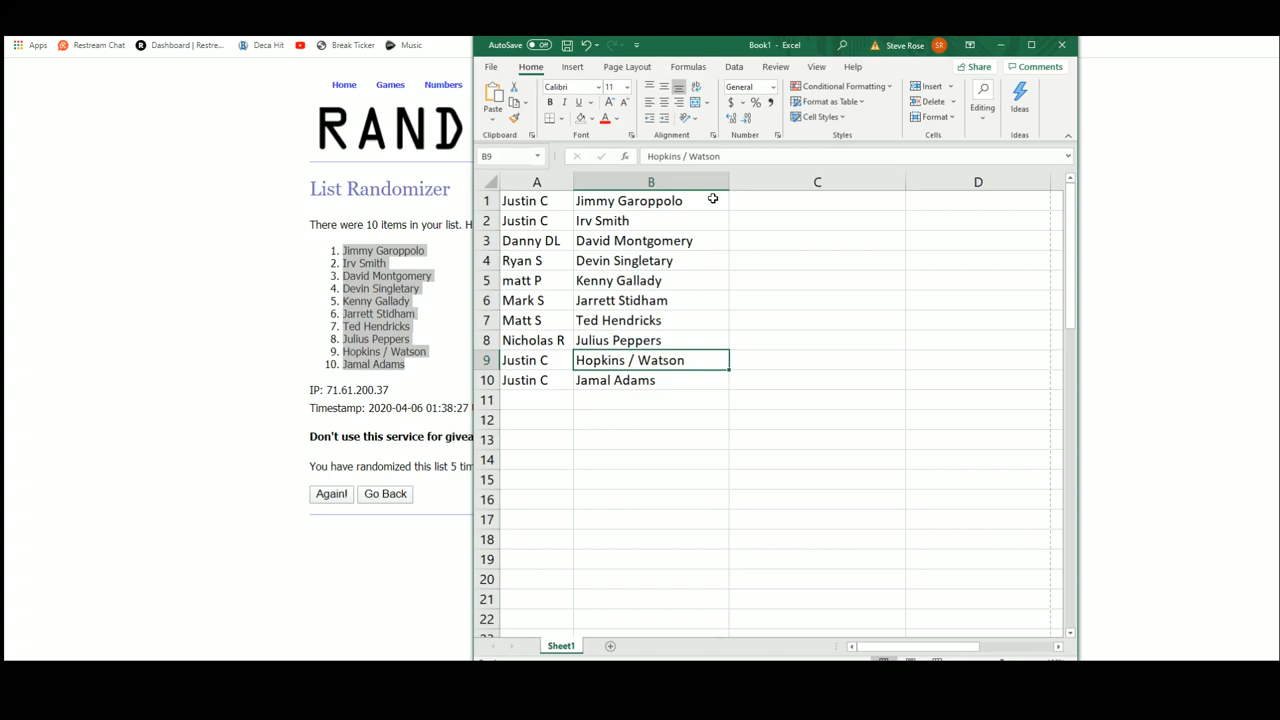 Apps Restream Chat Dashboard | Restre... Deca Hit Break Ticker Music
Home Games Numbers
RAND
List Randomizer
There were 10 items in your list. H
1. Jimmy Garoppolo
2. Irv Smith
3. David Montgomery
4. Devin Singletary
5. Kenny Gallady
6. Jarrett Stidham
7. Ted Hendricks
8. Julius Peppers
9. Hopkins / Watson
10. Jamal Adams
IP: 71.61.200.37
Timestamp: 2020-04-06 01:38:27
Don't use this service for givea
You have randomized this list 5 tim
Again! Go Back
AutoSave Off Book1 - Excel Steve Rose SR
File Home Insert Page Layout Formulas Data Review View Help Share Comments
Paste Calibri 11 General Conditional Formatting Insert Editing Ideas
B I U A A $ % , Format as Table Delete
Cell Styles Format
Clipboard Font Alignment Number Styles Cells Ideas
B9 fx Hopkins / Watson
A B C D
1 Justin C Jimmy Garoppolo
2 Justin C Irv Smith
3 Danny DL David Montgomery
4 Ryan S Devin Singletary
5 matt P Kenny Gallady
6 Mark S Jarrett Stidham
7 Matt S Ted Hendricks
8 Nicholas R Julius Peppers
9 Justin C Hopkins / Watson
10 Justin C Jamal Adams
11
12
13
14
15
16
17
18
19
20
21
22
Sheet1